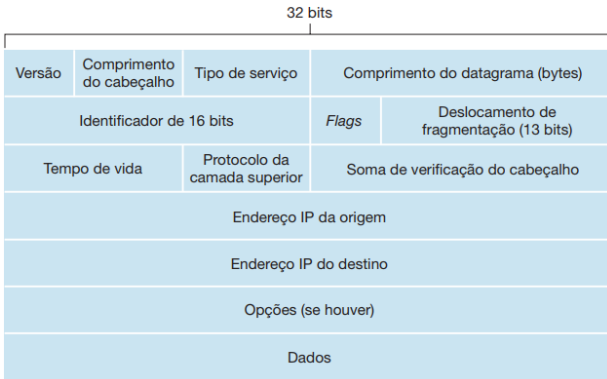 32 bits
Versão
Comprimento
do cabeçalho
Tipo de serviço
Comprimento do datagrama (bytes)
Identificador de 16 bits
Flags
Deslocamento de
fragmentação (13 bits)
Tempo de vida
Protocolo da
camada superior
Soma de verificação do cabeçalho
Endereço IP da origem
Endereço IP do destino
Opções (se houver)
Dados